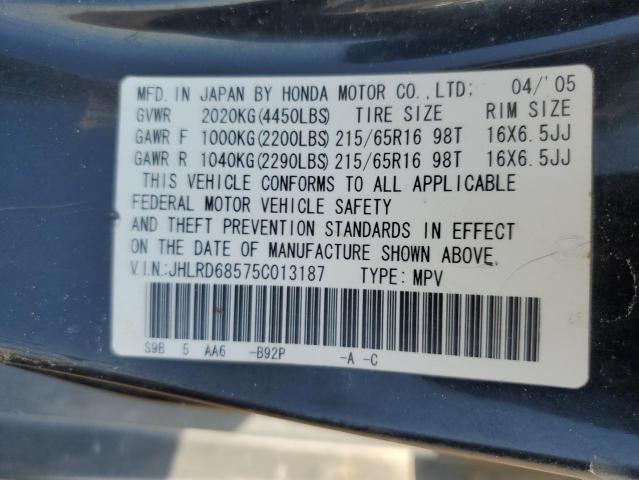 MFD. IN JAPAN BY HONDA MOTOR CO.,LTD; 04/'05
GVWR 2020KG(4450LBS) TIRE SIZE RIM SIZE
GAWR F 1000KG(2200LBS) 215/65R16 98T 16X6.5JJ
GAWR R 1040KG(2290LBS) 215/65R16 98T 16X6.5JJ
THIS VEHICLE CONFORMS TO ALL APPLICABLE
FEDERAL MOTOR VEHICLE SAFETY
AND THEFT PREVENTION STANDARDS IN EFFECT
ON THE DATE OF MANUFACTURE SHOWN ABOVE.
V.I.N:JHLRD68575C013187 TYPE: MPV
S9B 5 AA6 -B92P -A -C